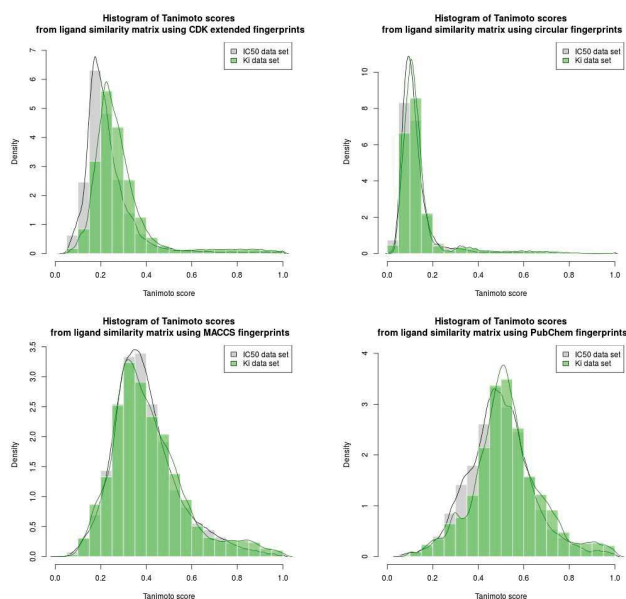 Histogram of Tanimoto scores
from ligand similarity matrix using CDK extended fingerprints
IC50 data set
Ki data set
Density
7
6
5
4
3
2
1
0
0.0 0.2 0.4 0.6 0.8 1.0
Tanimoto score
Histogram of Tanimoto scores
from ligand similarity matrix using circular fingerprints
IC50 data set
Ki data set
Density
10
8
6
4
2
0
0.0 0.2 0.4 0.6 0.8 1.0
Tanimoto score
Histogram of Tanimoto scores
from ligand similarity matrix using MACCS fingerprints
IC50 data set
Ki data set
Density
3.5
3.0
2.5
2.0
1.5
1.0
0.5
0.0
0.0 0.2 0.4 0.6 0.8 1.0
Tanimoto score
Histogram of Tanimoto scores
from ligand similarity matrix using PubChem fingerprints
IC50 data set
Ki data set
Density
4
3
2
1
0
0.0 0.2 0.4 0.6 0.8 1.0
Tanimoto score